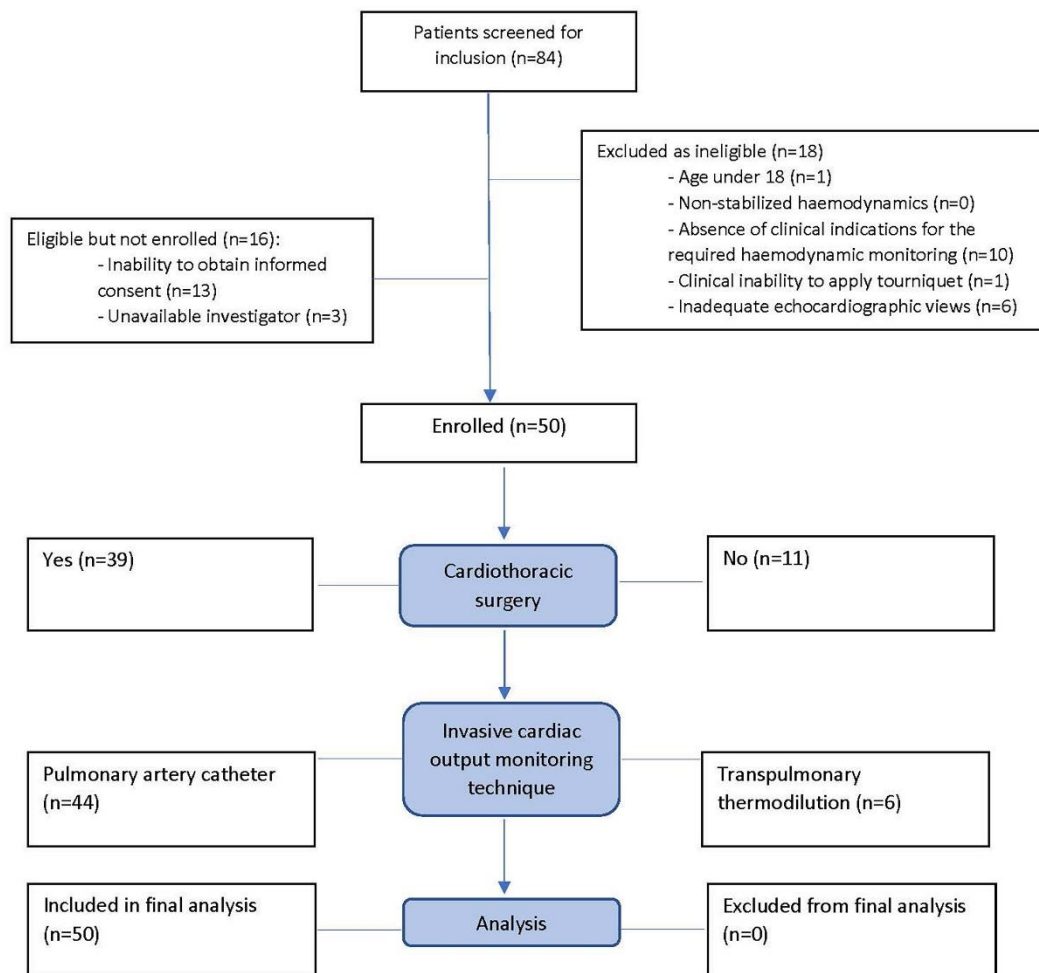 Patients screened for
inclusion (n=84)
Excluded as ineligible (n=18)
- Age under 18 (n=1)
- Non-stabilized haemodynamics (n=0)
- Absence of clinical indications for the
required haemodynamic monitoring (n=10)
- Clinical inability to apply tourniquet (n=1)
- Inadequate echocardiographic views (n=6)
Eligible but not enrolled (n=16):
- Inability to obtain informed
consent (n=13)
- Unavailable investigator (n=3)
Enrolled (n=50)
Yes (n=39)
Cardiothoracic
surgery
No (n=11)
Invasive cardiac
output monitoring
technique
Pulmonary artery catheter
(n=44)
Transpulmonary
thermodilution (n=6)
Included in final analysis
n=50)
Analysis
Excluded from final analysis
(n=0)